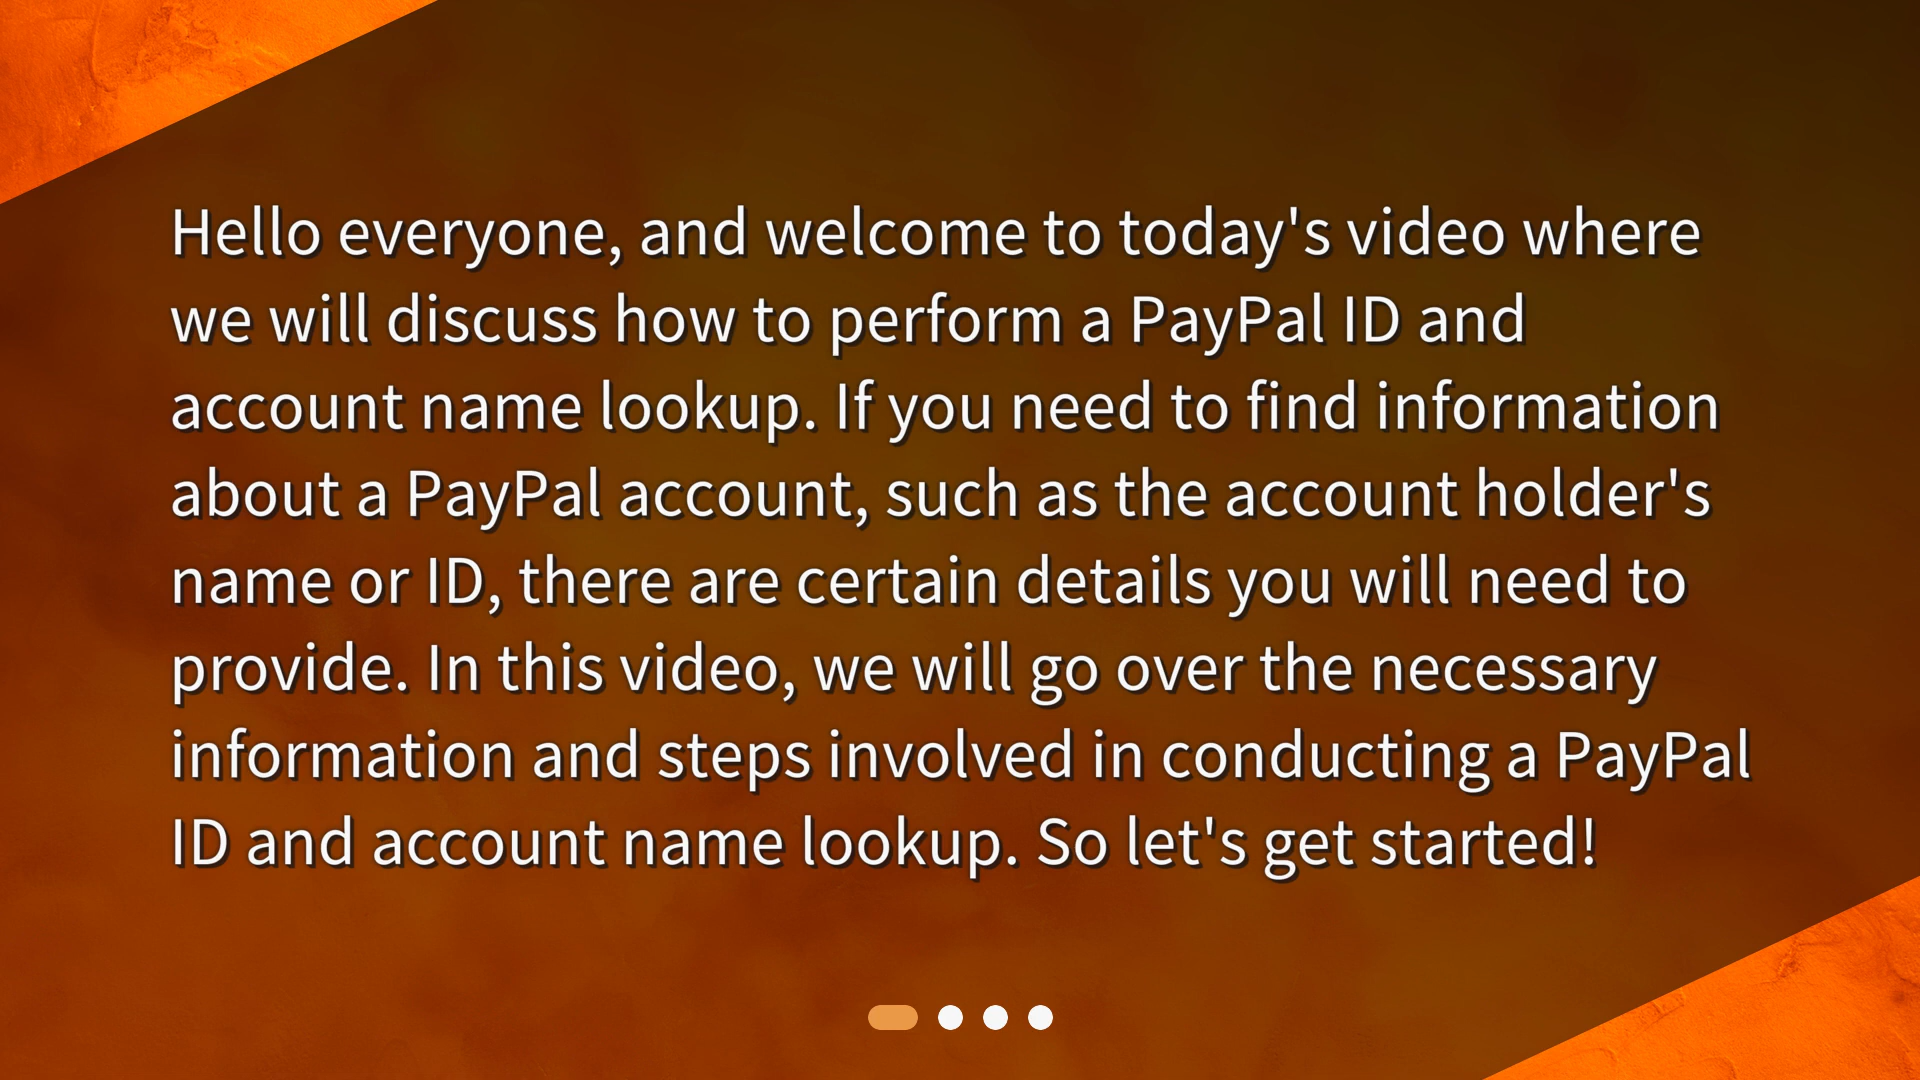 Hello everyone, and welcome to today's video where
we will discuss how to perform a PayPal ID and
account name lookup. If you need to find information
about a PayPal account, such as the account holder's
name or ID, there are certain details you will need to
provide. In this video, we will go over the necessary
information and steps involved in conducting a PayPal
ID and account name lookup. So let's get started!